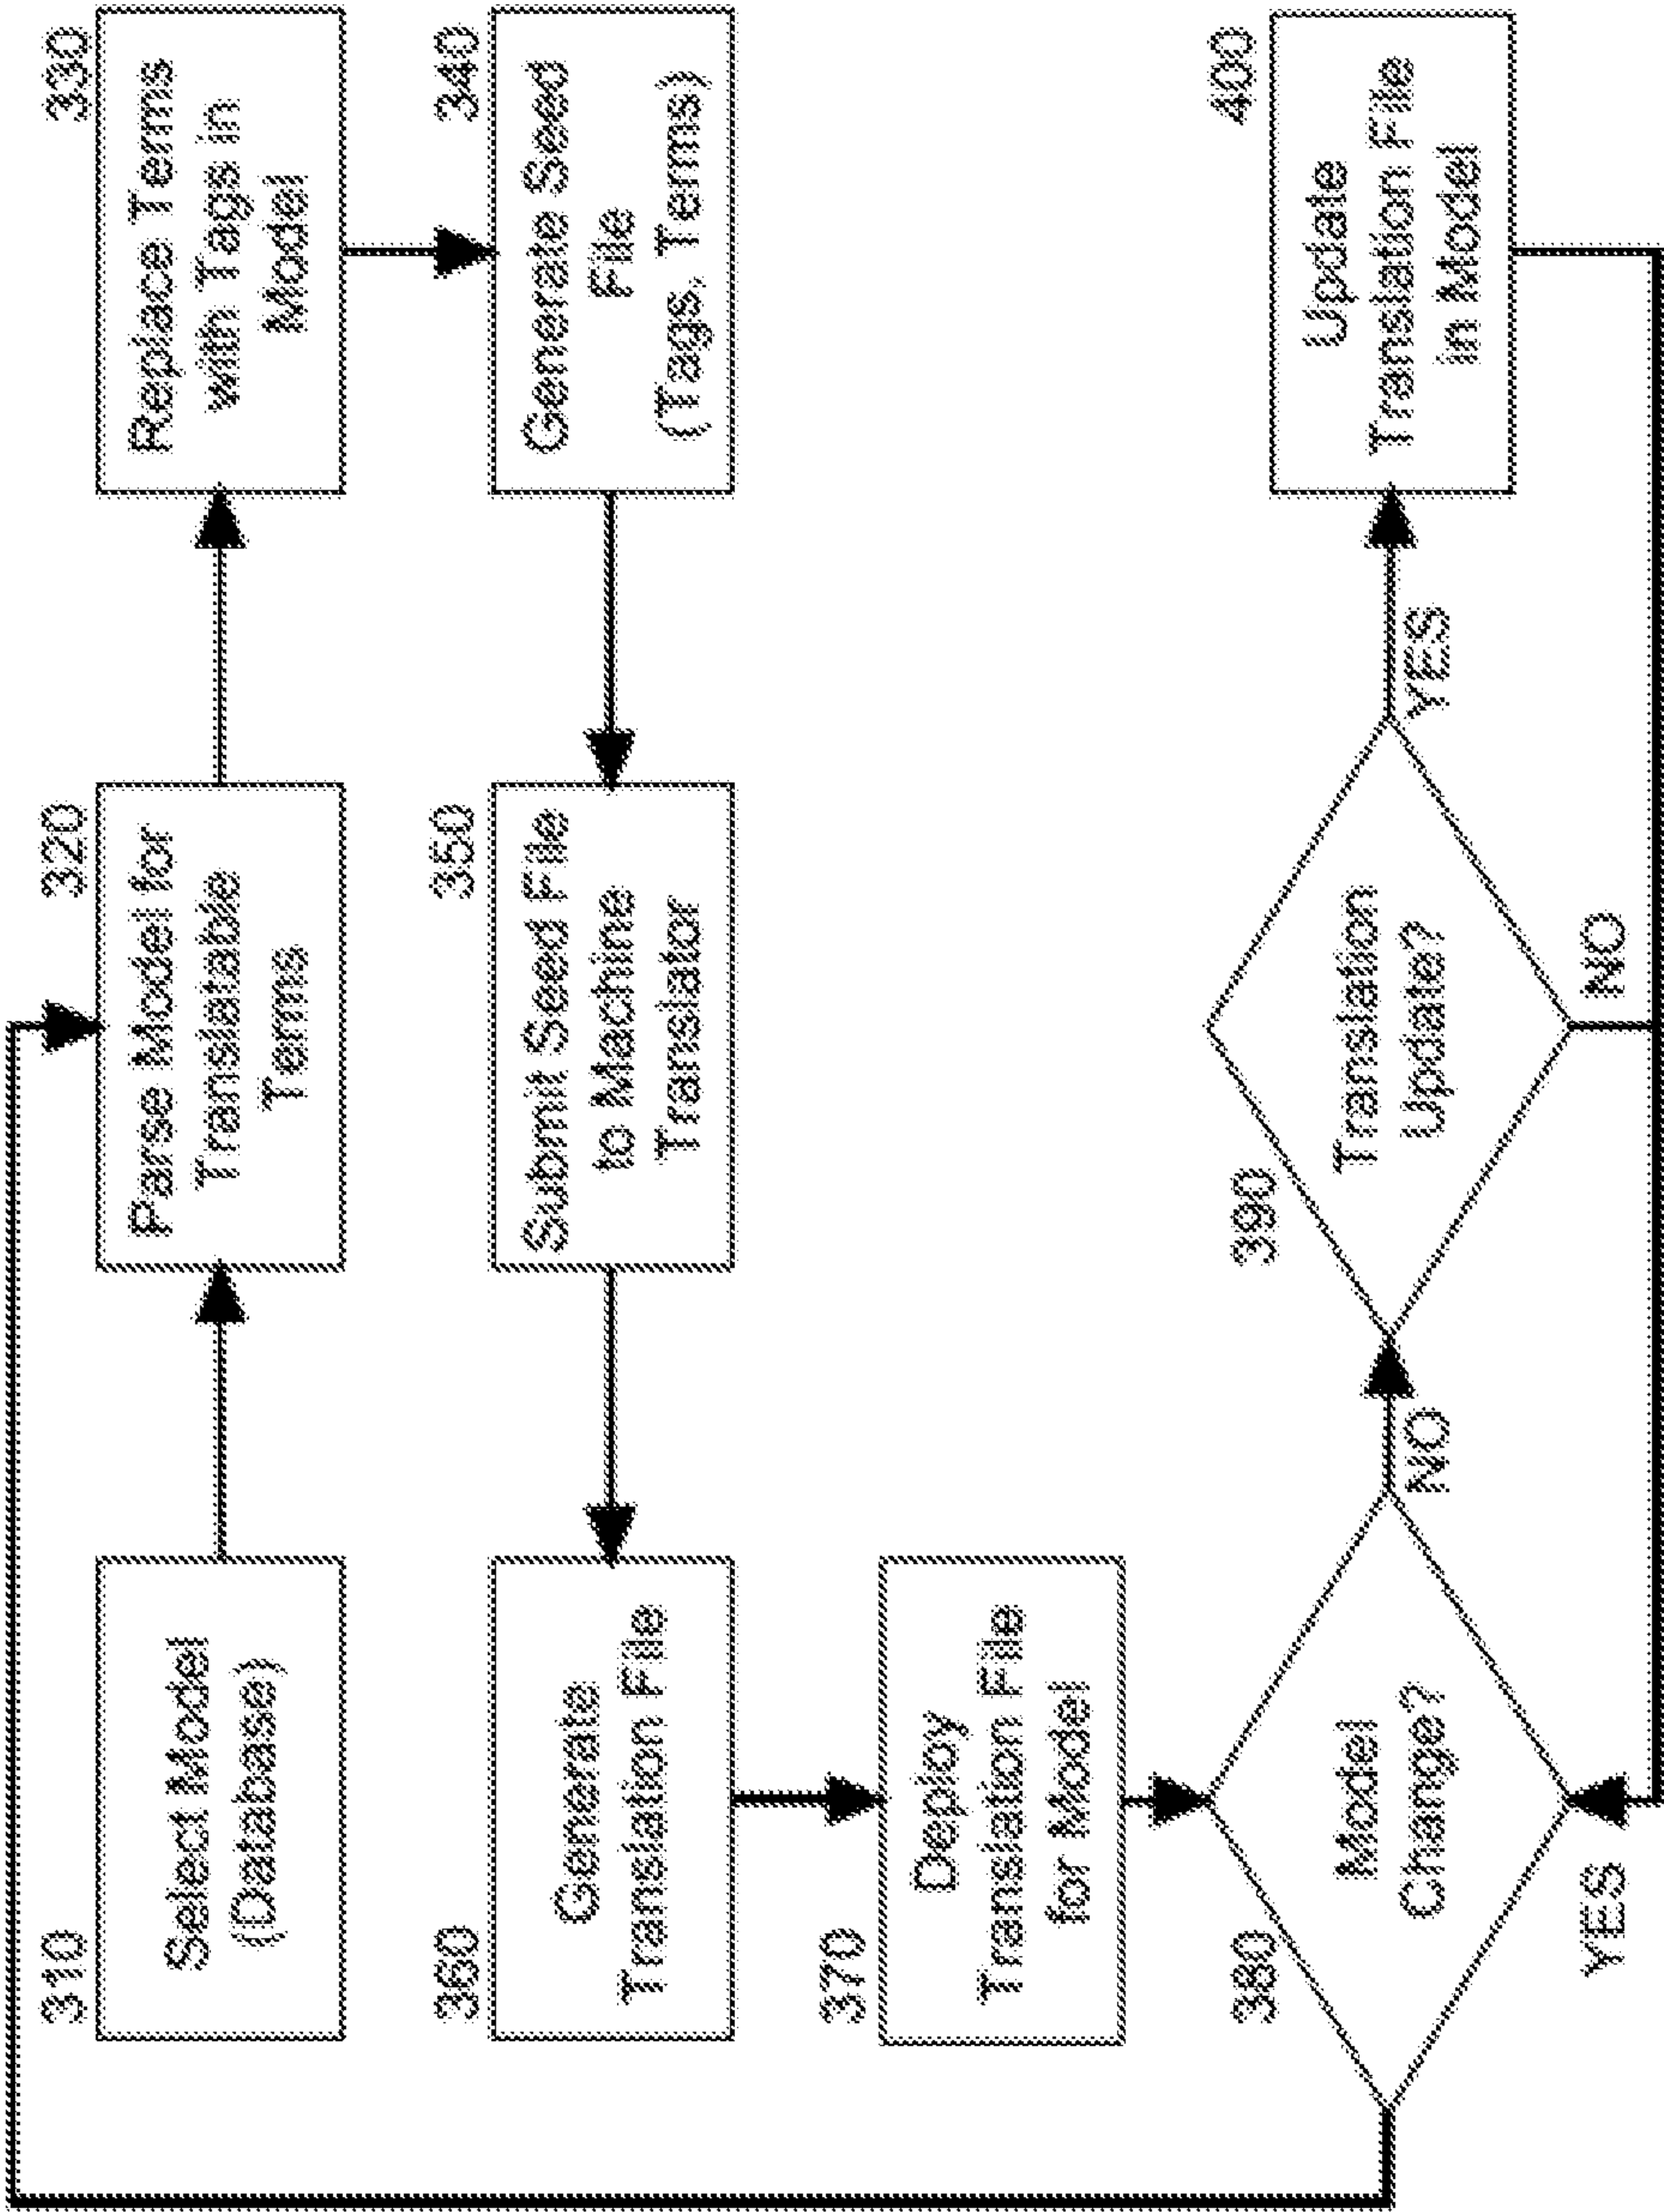 310
Select Model
(Database)
320
Parse Model for
Translatable
Terms
330
Replace Terms
with Tags in
Model
340
Generate Seed
File
(Tags, Terms)
350
Submit Seed File
to Machine
Translator
360
Generate
Translation File
370
Deploy
Translation File
for Model
380
Model
Change?
YES
NO
390
Translation
Update?
NO
YES
400
Update
Translation File
in Model